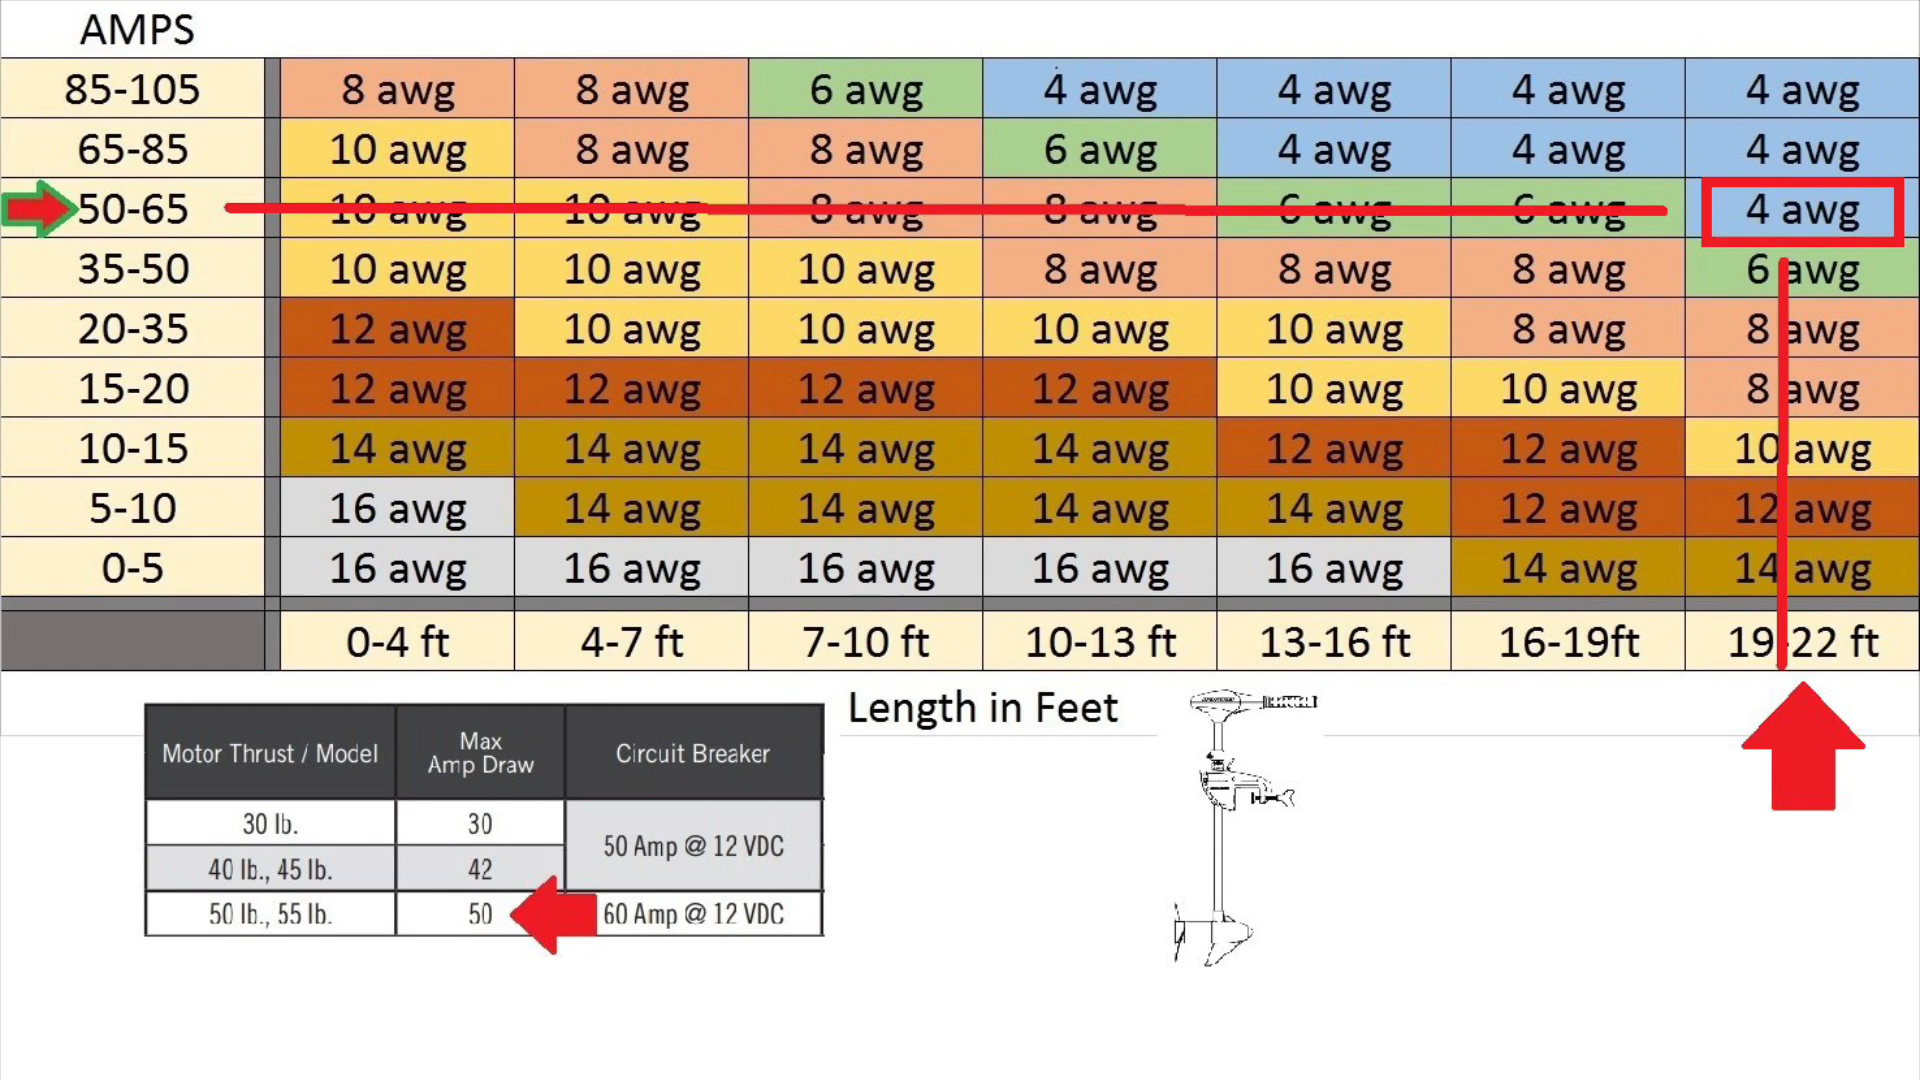 AMPS
85-105 8 awg 8 awg 6 awg 4 awg 4 awg 4 awg 4 awg
65-85 10 awg 8 awg 8 awg 6 awg 4 awg 4 awg 4 awg
50-65 10 awg 10 awg 8 awg 8 awg 6 awg 6 awg 4 awg
35-50 10 awg 10 awg 10 awg 8 awg 8 awg 8 awg 6 awg
20-35 12 awg 10 awg 10 awg 10 awg 10 awg 8 awg 8 awg
15-20 12 awg 12 awg 12 awg 12 awg 10 awg 10 awg 8 awg
10-15 14 awg 14 awg 14 awg 14 awg 12 awg 12 awg 10 awg
5-10 16 awg 14 awg 14 awg 14 awg 14 awg 12 awg 12 awg
0-5 16 awg 16 awg 16 awg 16 awg 16 awg 14 awg 14 awg
0-4 ft 4-7 ft 7-10 ft 10-13 ft 13-16 ft 16-19ft 19-22 ft
Length in Feet
Motor Thrust / Model Max Amp Draw Circuit Breaker
30 lb. 30 50 Amp @ 12 VDC
40 lb., 45 lb. 42
50 lb., 55 lb. 50 60 Amp @ 12 VDC